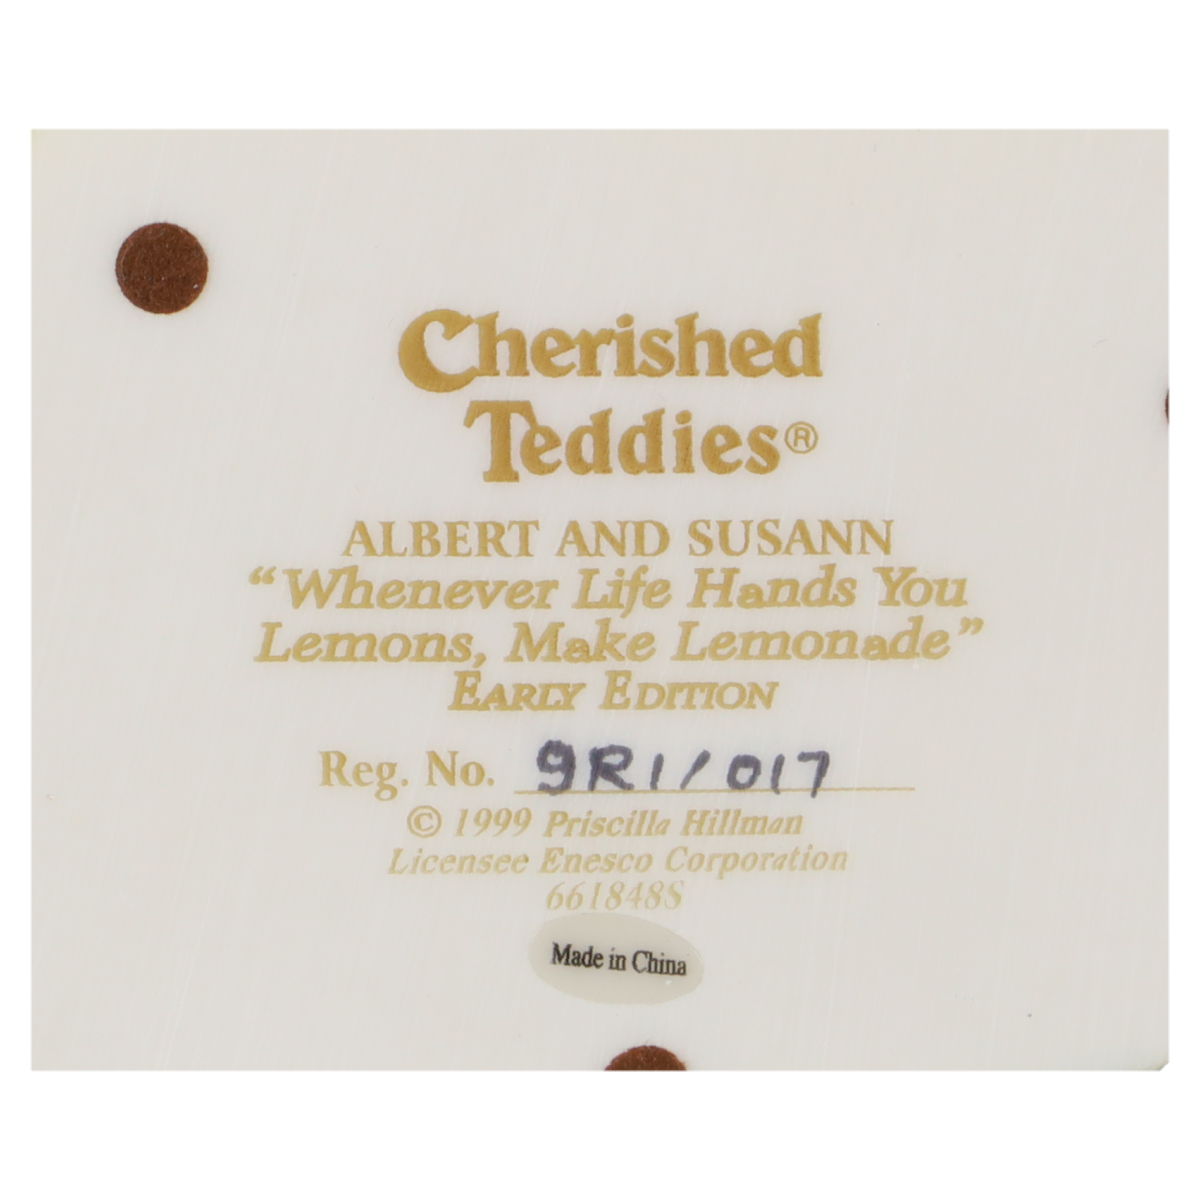 Cherished
Teddies®
ALBERT AND SUSANN
“Whenever Life Hands You
Lemons, Make Lemonade”
EARLY EDITION
Reg. No. 9R1/017
© 1999 Priscilla Hillman
Licensee Enesco Corporation
661848S
Made in China